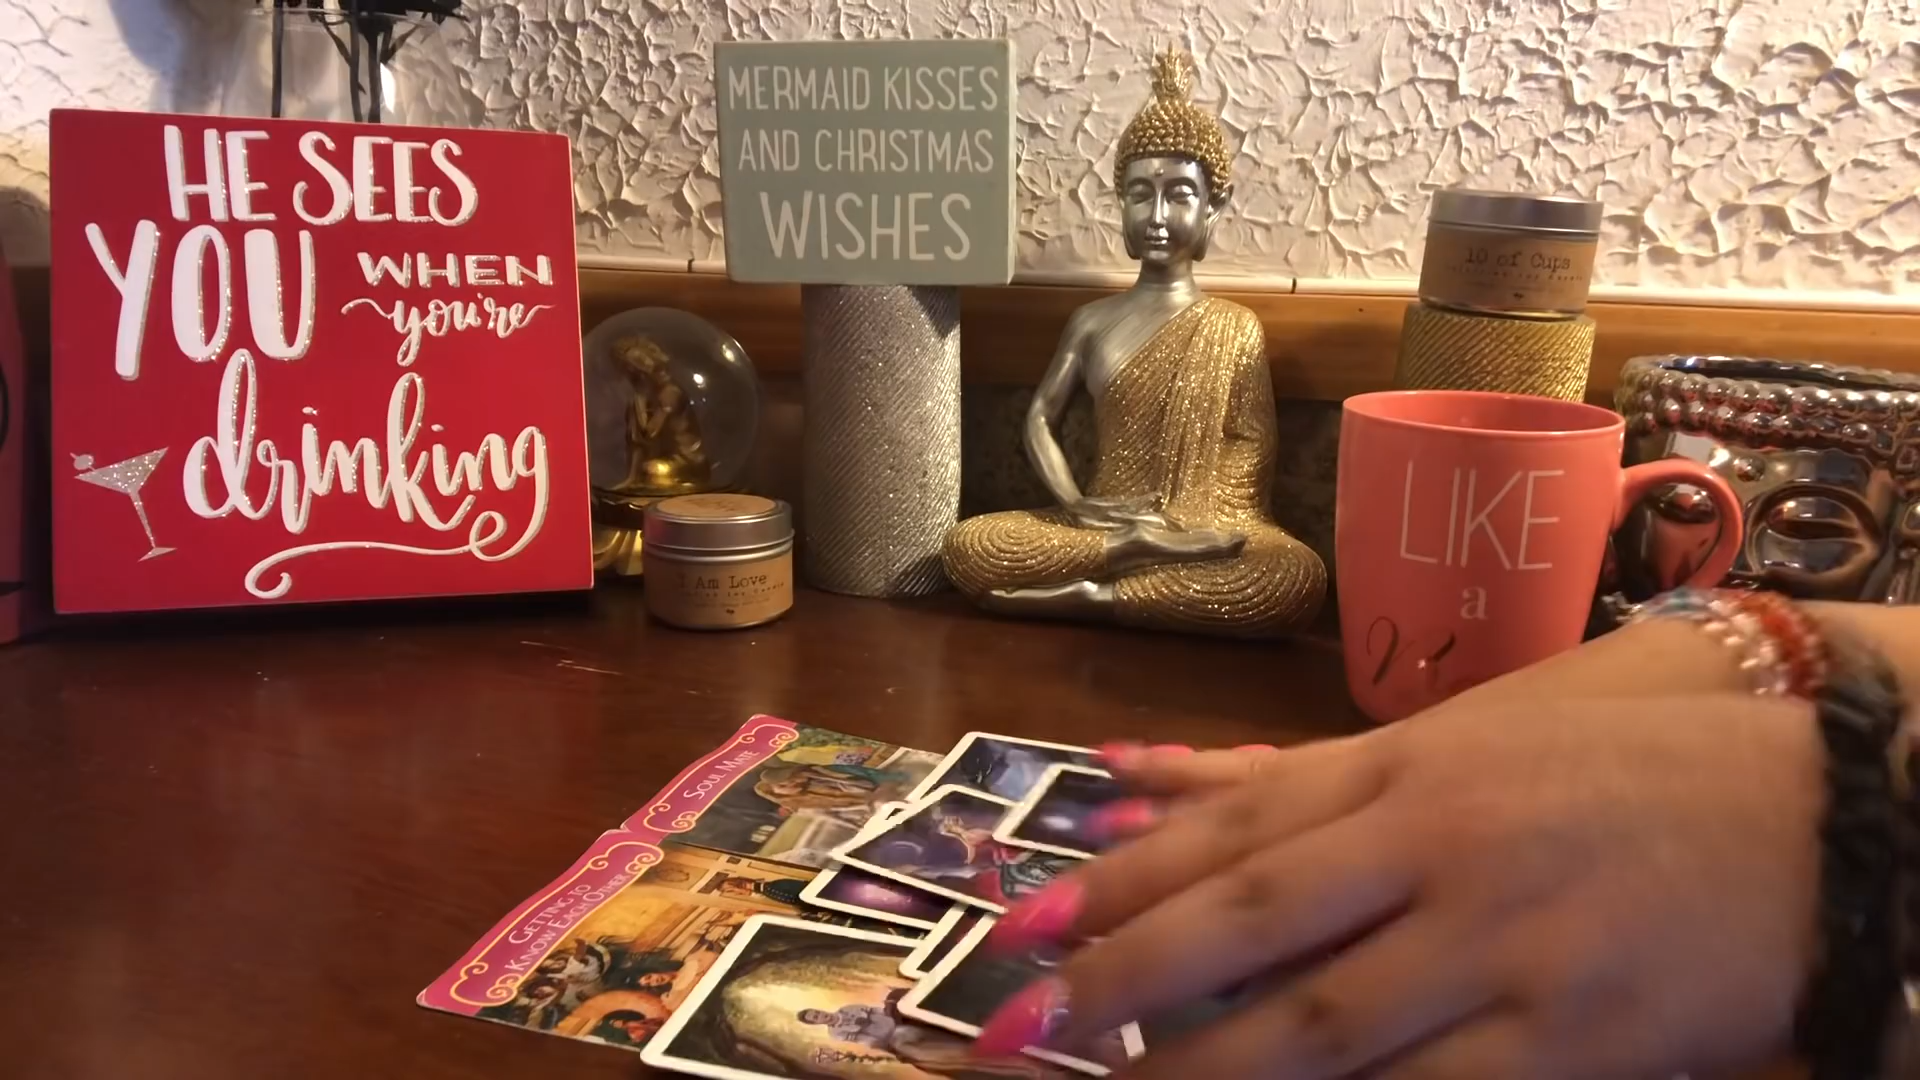 HE SEES
YOU WHEN
you're
drinking
MERMAID KISSES
AND CHRISTMAS
WISHES
10 of Cups
I Am Love
LIKE
a
SOUL MATE
GETTING TO
KNOW EACH OTHER